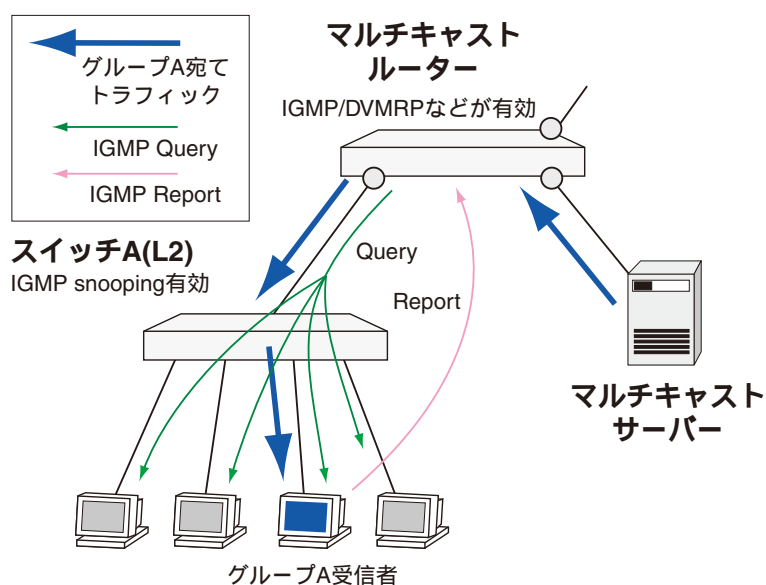 グループA宛て
トラフィック
IGMP Query
IGMP Report
マルチキャスト
ルーター
IGMP/DVMRPなどが有効
スイッチA(L2)
IGMP snooping有効
Query
Report
マルチキャスト
サーバー
グループA受信者